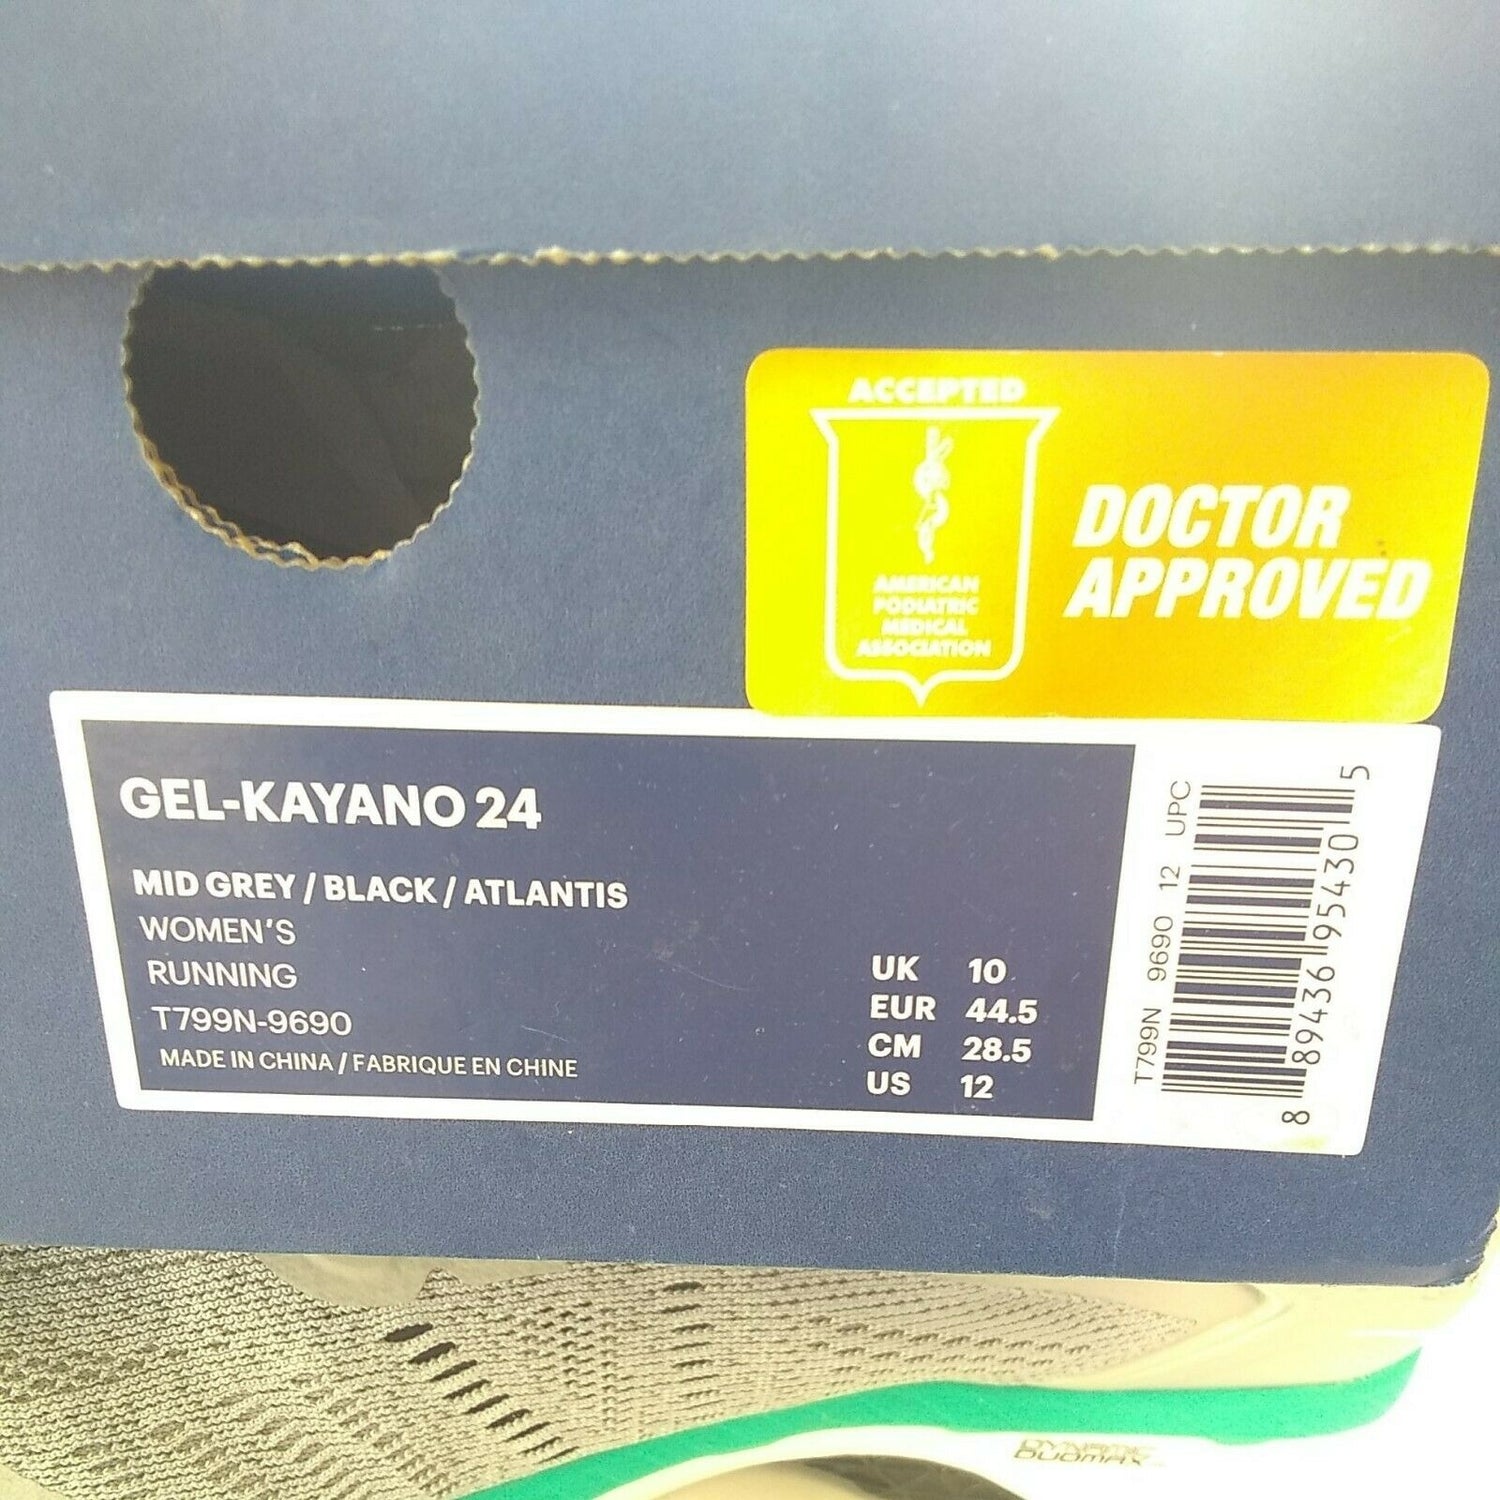 ACCEPTED
AMERICAN
PODIATRIC
MEDICAL
ASSOCIATION
DOCTOR
APPROVED
GEL-KAYANO 24
MID GREY / BLACK / ATLANTIS
WOMEN'S
RUNNING
T799N-9690
MADE IN CHINA / FABRIQUE EN CHINE
UK 10
EUR 44.5
CM 28.5
US 12
T799N 9690 12 UPC
8 89436 95430 5
DYNAMIC
DUOMAX